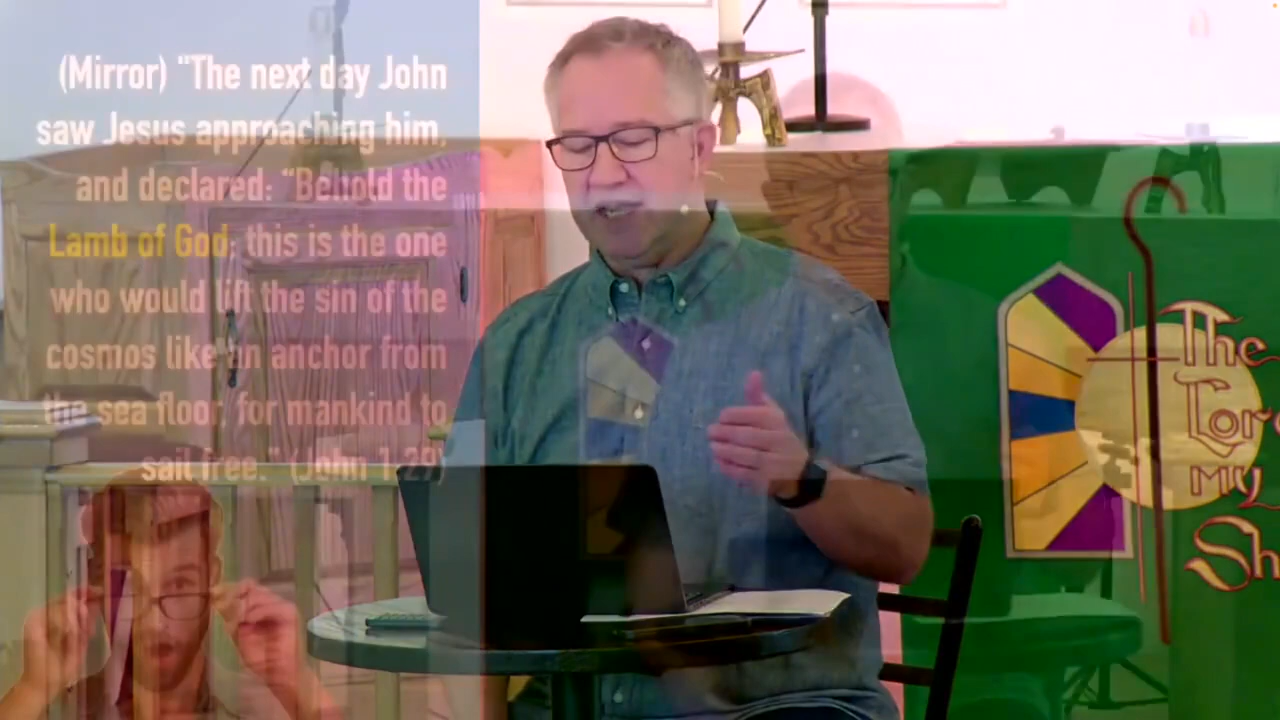 (Mirror) "The next day John
saw Jesus approaching him,
and declared: "Behold the
Lamb of God; this is the one
who would lift the sin of the
cosmos like an anchor from
the sea floor for mankind to
sail free." (John 1:29)
The
Lor
My
Sh